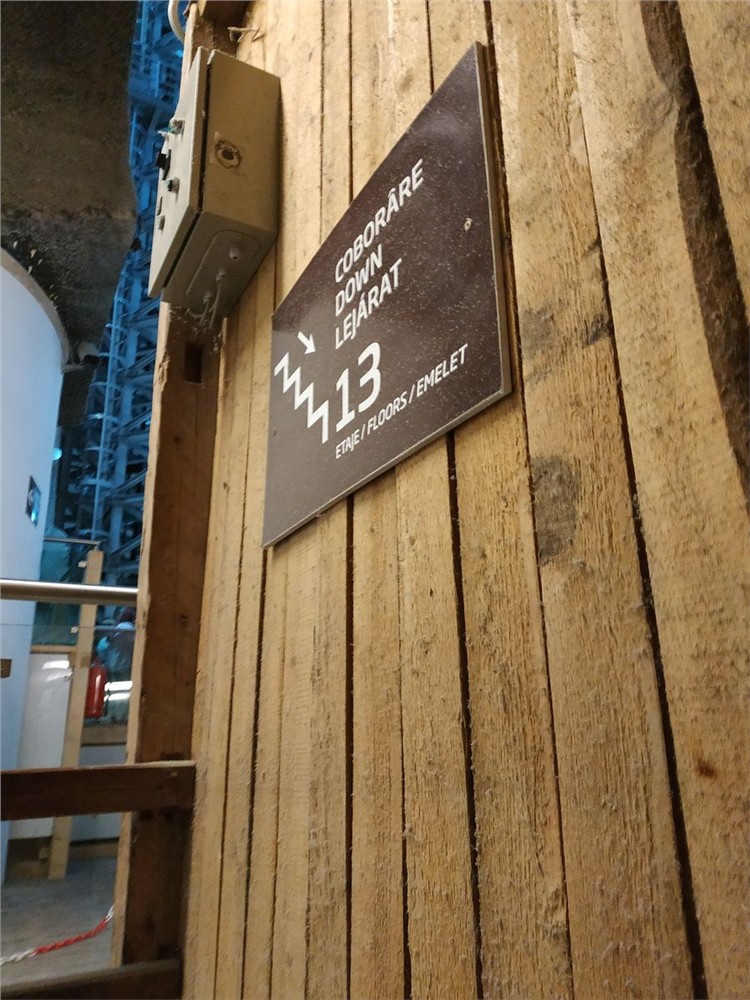 COBORÂRE
DOWN
LEJÁRAT
13
ETAJE / FLOORS / EMELET